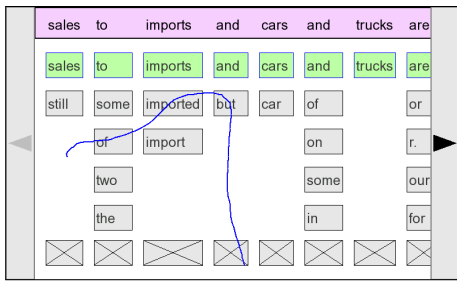 sales to imports and cars and trucks are
sales to imports and cars and trucks are
still some imported but car of or
of import on r.
two some our
the in for